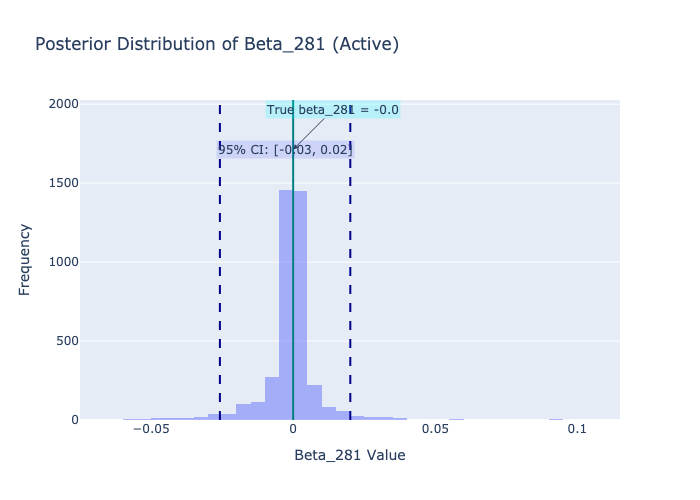 Posterior Distribution of Beta_281 (Active)
2000
True beta_281 = -0.0
95% CI: [-0.03, 0.02]
1500
1000
500
0
Frequency
−0.05
0
0.05
0.1
Beta_281 Value